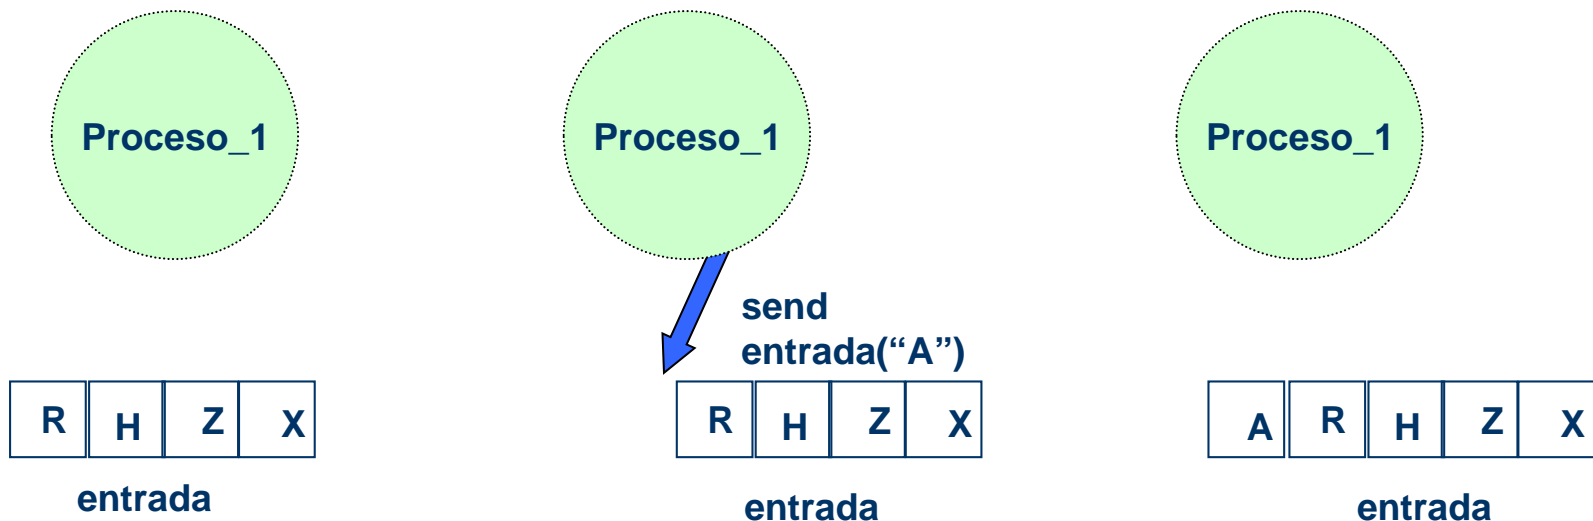 Proceso_1
R H Z X
entrada
Proceso_1
send
entrada(“A”)
R H Z X
entrada
Proceso_1
A R H Z X
entrada